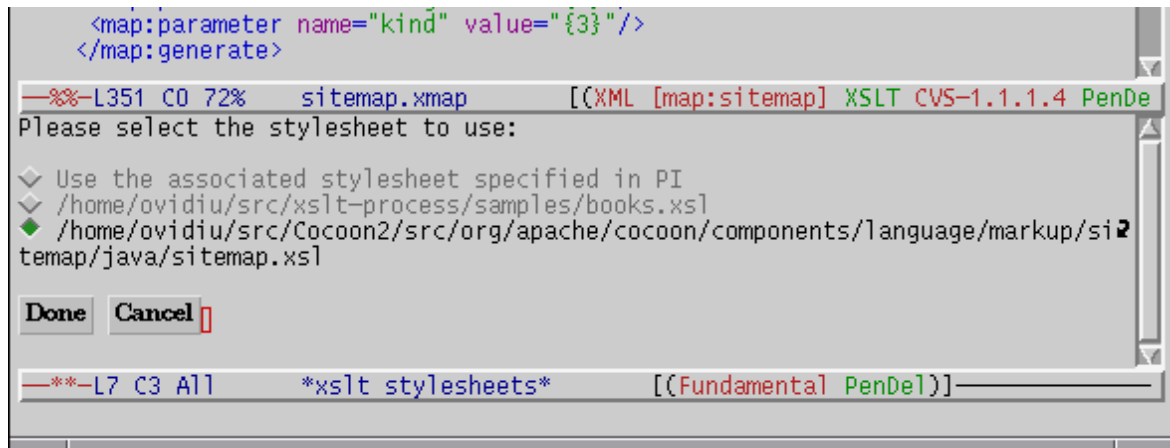 <map:parameter name="kind" value="{3}"/>
</map:generate>
--%%-L351 C0 72% sitemap.xmap [(XML [map:sitemap] XSLT CVS-1.1.1.4 PenDe
Please select the stylesheet to use:
Use the associated stylesheet specified in PI
/home/ovidiu/src/xslt-process/samples/books.xsl
/home/ovidiu/src/Cocoon2/src/org/apache/cocoon/components/language/markup/si
temap/java/sitemap.xsl
Done Cancel
--**-L7 C3 All *xslt stylesheets* [(Fundamental PenDel)]----------